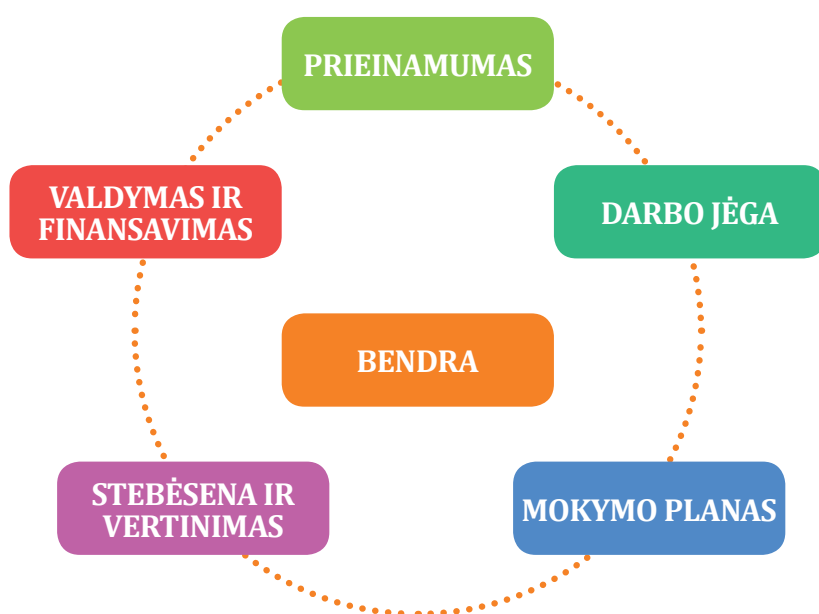 PRIEINAMUMAS
VALDYMAS IR
FINANSAVIMAS
DARBO JĖGA
BENDRA
STEBĖSENA IR
VERTINIMAS
MOKYMO PLANAS